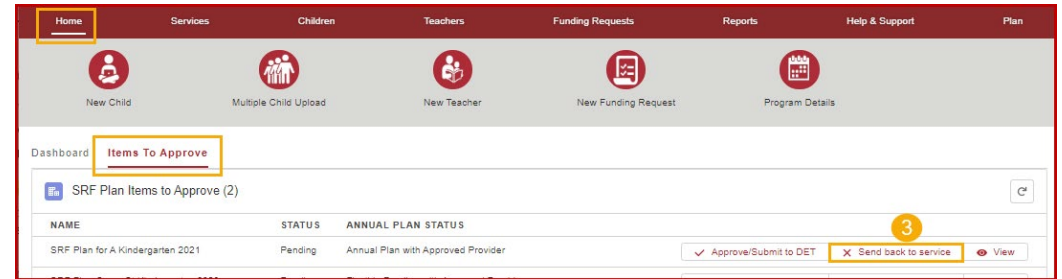 Home Services Children Teachers Funding Requests Reports Help & Support Plan
New Child Multiple Child Upload New Teacher New Funding Request Program Details
Dashboard Items To Approve
SRF Plan Items to Approve (2)
NAME STATUS ANNUAL PLAN STATUS
3
SRF Plan for A Kindergarten 2021 Pending Annual Plan with Approved Provider Approve/Submit to DET Send back to service View